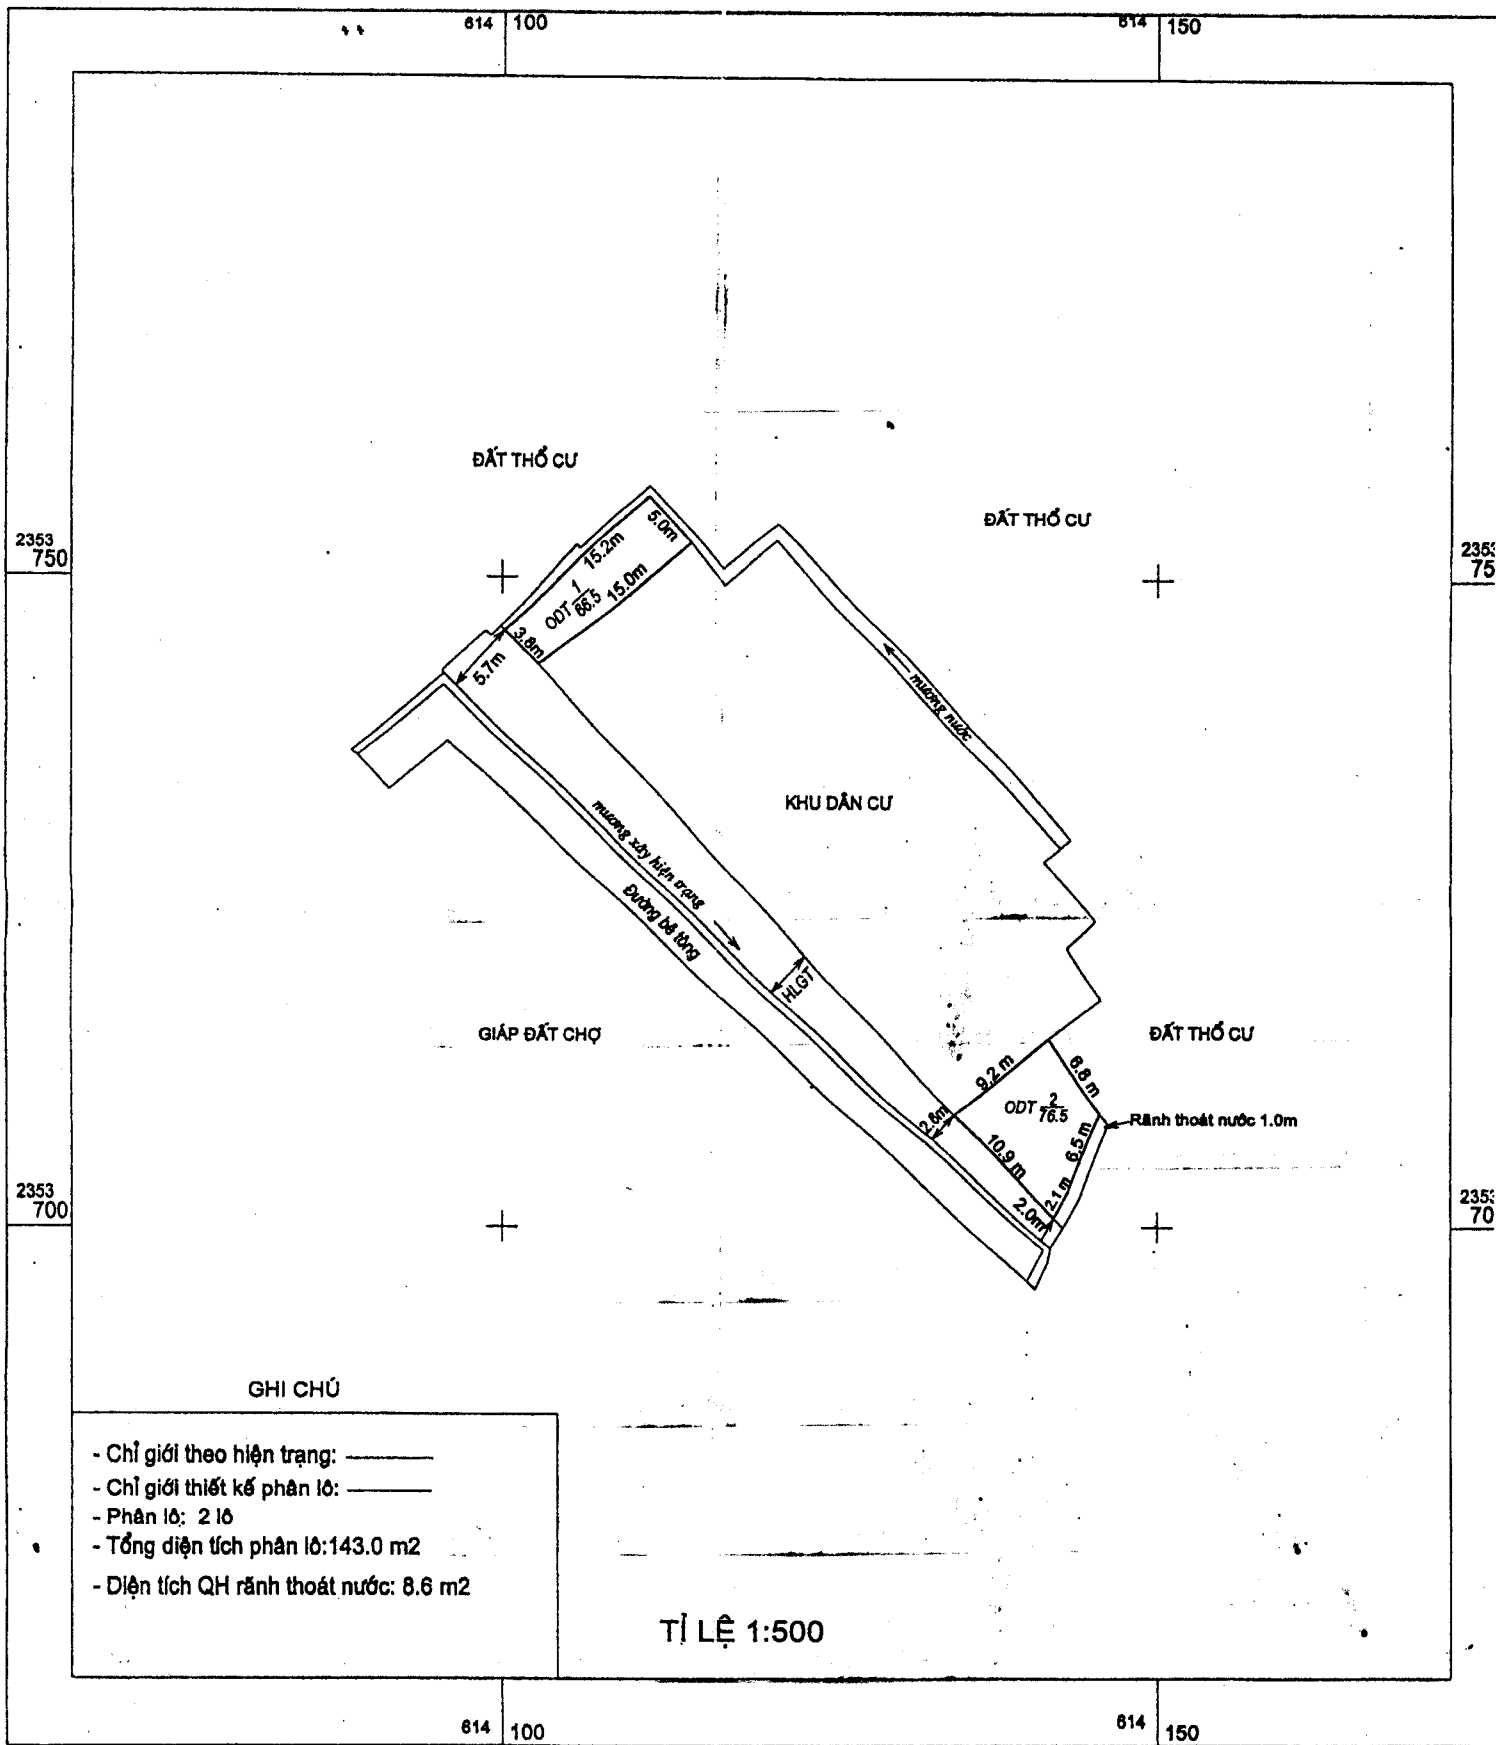 614 100
614 150
ĐẤT THỔ CƯ
ĐẤT THỔ CƯ
2353
750
2353
75
5.0m
15.2m
ODT 1
66.5
15.0m
3.8m
5.7m
mương nước
KHU DÂN CƯ
mương xây hiện trạng
Đường bê tông
HLGT
GIÁP ĐẤT CHỢ
ĐẤT THỔ CƯ
9.2 m
6.8 m
ODT 2
76.5
2.6m
Rãnh thoát nước 1.0m
6.5 m
10.9 m
2.1 m
2.0m
2353
700
2353
70
GHI CHÚ
- Chỉ giới theo hiện trạng:
- Chỉ giới thiết kế phân lô:
- Phân lô: 2 lô
- Tổng diện tích phân lô:143.0 m2
- Diện tích QH rãnh thoát nước: 8.6 m2
TỈ LỆ 1:500
614 100
614 150